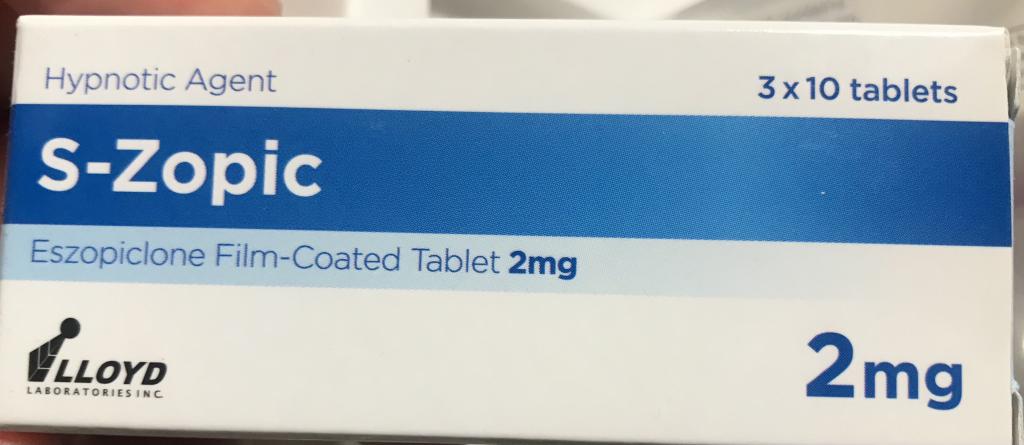 Hypnotic Agent
3 x 10 tablets
S-Zopic
Eszopiclone Film-Coated Tablet 2mg
LLOYD
LABORATORIES INC.
2mg